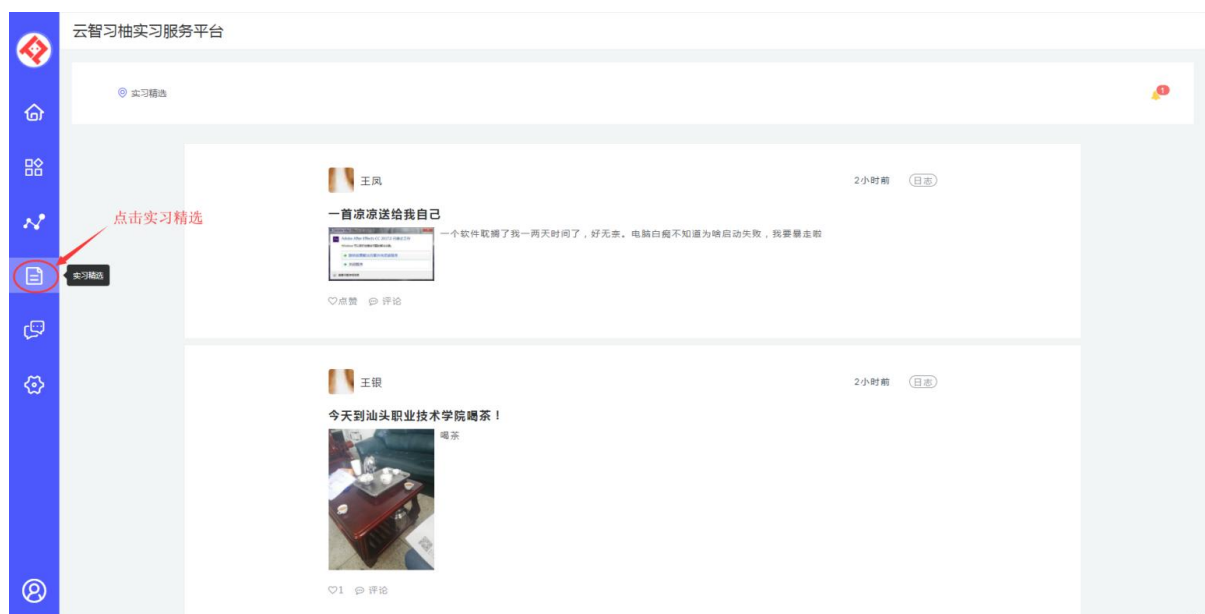 云智习柚实习服务平台
实习精选
1
点击实习精选
实习精选
王凤
2小时前
日志
一首凉凉送给我自己
一个软件耽搁了我一两天时间了，好无奈。电脑白痴不知道为啥启动失败，我要暴走啦
点赞 评论
王银
2小时前
日志
今天到汕头职业技术学院喝茶！
喝茶
1 评论